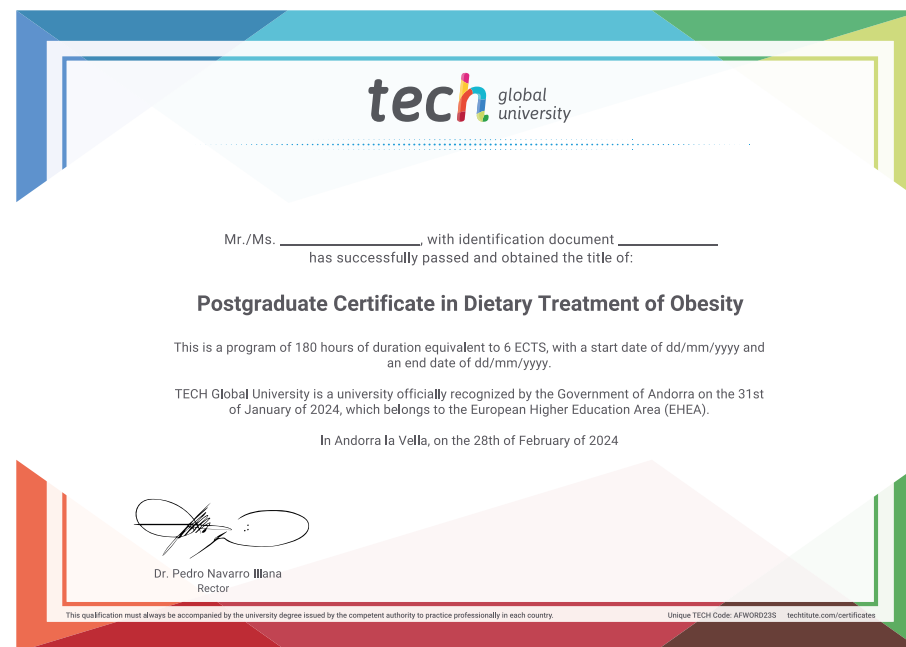 tech global
university
Mr./Ms. ____________, with identification document ____________
has successfully passed and obtained the title of:
Postgraduate Certificate in Dietary Treatment of Obesity
This is a program of 180 hours of duration equivalent to 6 ECTS, with a start date of dd/mm/yyyy and
an end date of dd/mm/yyyy.
TECH Global University is a university officially recognized by the Government of Andorra on the 31st
of January of 2024, which belongs to the European Higher Education Area (EHEA).
In Andorra la Vella, on the 28th of February of 2024
Dr. Pedro Navarro Illana
Rector
This qualification must always be accompanied by the university degree issued by the competent authority to practice professionally in each country. Unique TECH Code: AFWORD23S techtitute.com/certificates